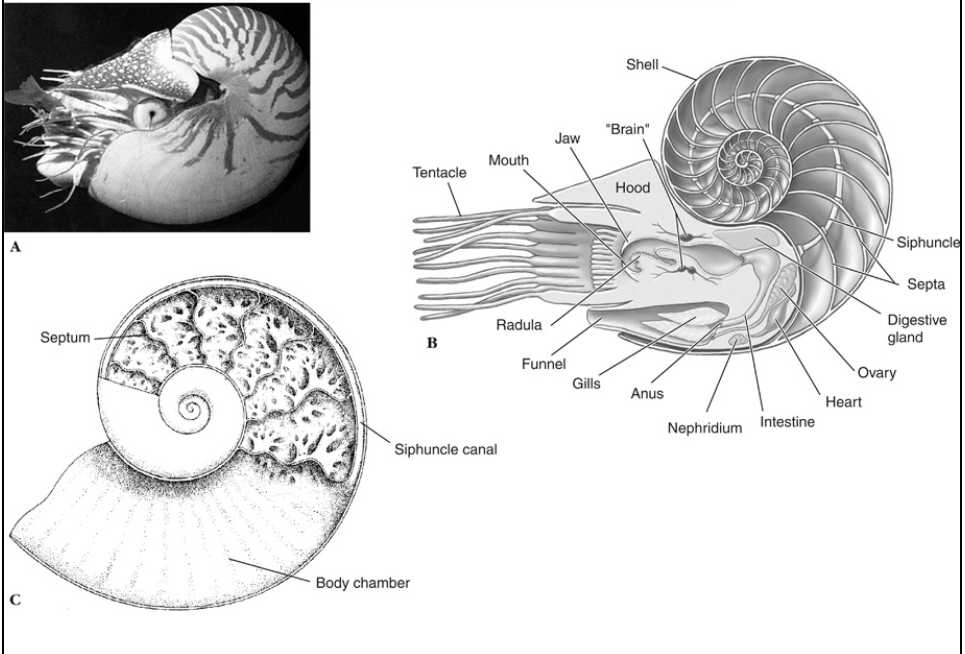 A
Shell
"Brain"
Jaw
Mouth
Tentacle
Hood
Siphuncle
Septa
Digestive
gland
Radula
B
Funnel
Gills
Anus
Ovary
Heart
Nephridium
Intestine
Septum
Siphuncle canal
Body chamber
C